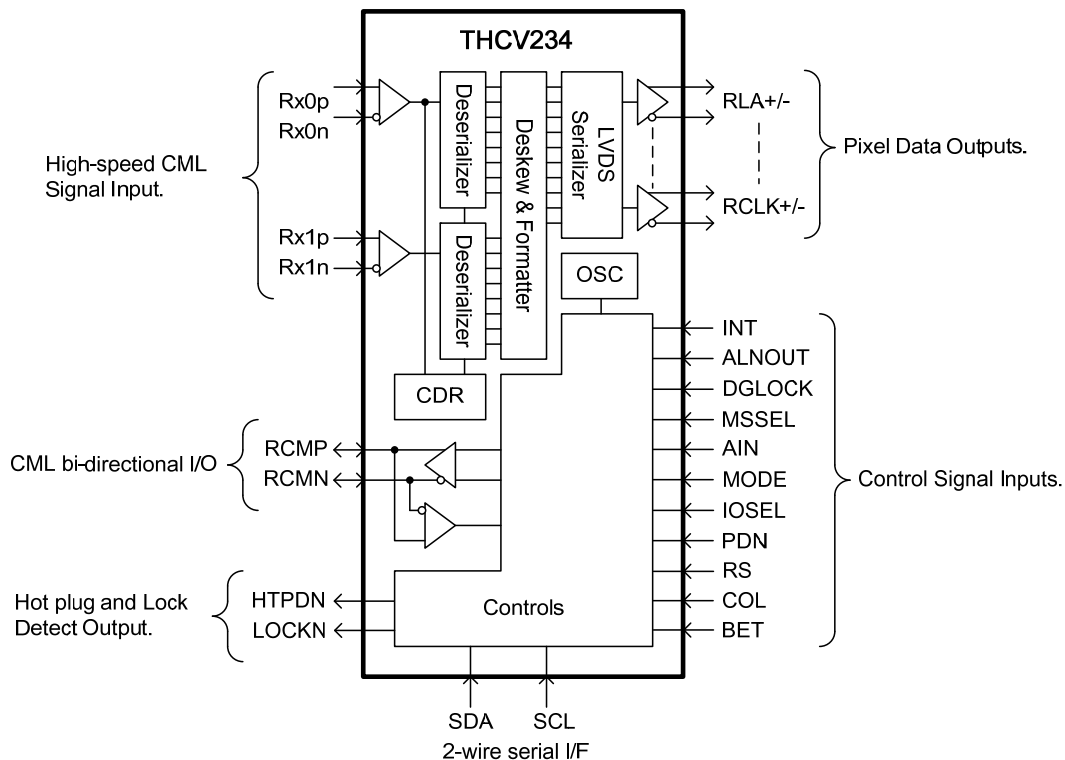 THCV234
High-speed CML
Signal Input.
Rx0p
Rx0n
Rx1p
Rx1n
Deserializer
Deserializer
Deskew & Formatter
LVDS
Serializer
CDR
OSC
RLA+/-
RCLK+/-
Pixel Data Outputs.
CML bi-directional I/O
RCMP
RCMN
Hot plug and Lock
Detect Output.
HTPDN
LOCKN
Controls
INT
ALNOUT
DGLOCK
MSSEL
AIN
MODE
IOSEL
PDN
RS
COL
BET
Control Signal Inputs.
SDA
SCL
2-wire serial I/F